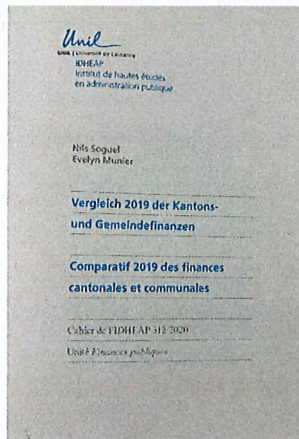 Unil
UNIL | Université de Lausanne
IDHEAP
Institut de hautes études
en administration publique
Nils Soguel
Evelyn Munier
Vergleich 2019 der Kantons-
und Gemeindefinanzen
Comparatif 2019 des finances
cantonales et communales
Cahier de l'IDHEAP 312/2020
Unité Finances publiques